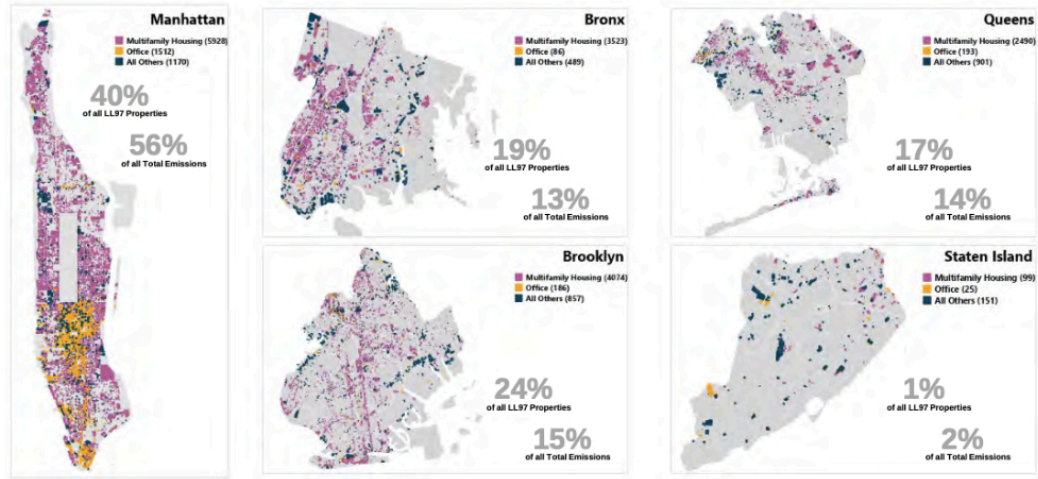 Manhattan
Multifamily Housing (5928)
Office (1512)
All Others (1170)
40%
of all LL97 Properties
56%
of all Total Emissions
Bronx
Multifamily Housing (3523)
Office (86)
All Others (489)
19%
of all LL97 Properties
13%
of all Total Emissions
Queens
Multifamily Housing (2490)
Office (193)
All Others (901)
17%
of all LL97 Properties
14%
of all Total Emissions
Brooklyn
Multifamily Housing (4074)
Office (186)
All Others (857)
24%
of all LL97 Properties
15%
of all Total Emissions
Staten Island
Multifamily Housing (99)
Office (25)
All Others (151)
1%
of all LL97 Properties
2%
of all Total Emissions